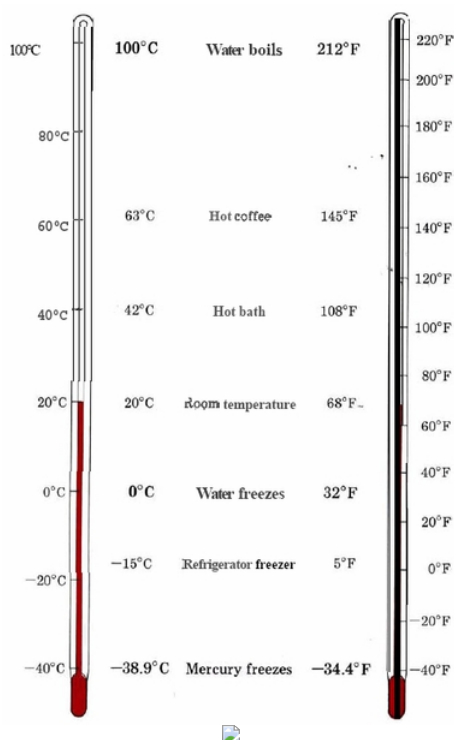 100°C 100°C Water boils 212°F 220°F
200°F
80°C 180°F
160°F
60°C 63°C Hot coffee 145°F 140°F
120°F
40°C 42°C Hot bath 108°F 100°F
80°F
20°C 20°C Room temperature 68°F 60°F
40°F
0°C 0°C Water freezes 32°F
20°F
−15°C Refrigerator freezer 5°F 0°F
−20°C
−20°F
−40°C −38.9°C Mercury freezes −34.4°F −40°F